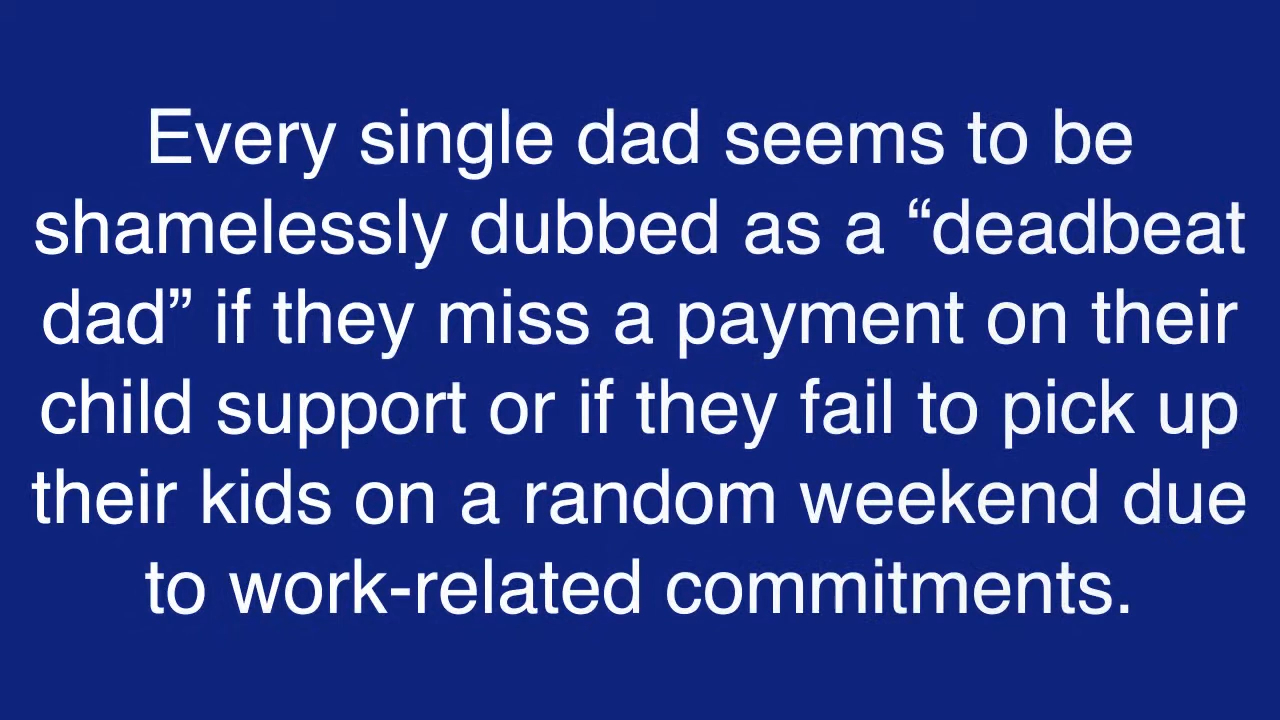 Every single dad seems to be
shamelessly dubbed as a “deadbeat
dad” if they miss a payment on their
child support or if they fail to pick up
their kids on a random weekend due
to work-related commitments.